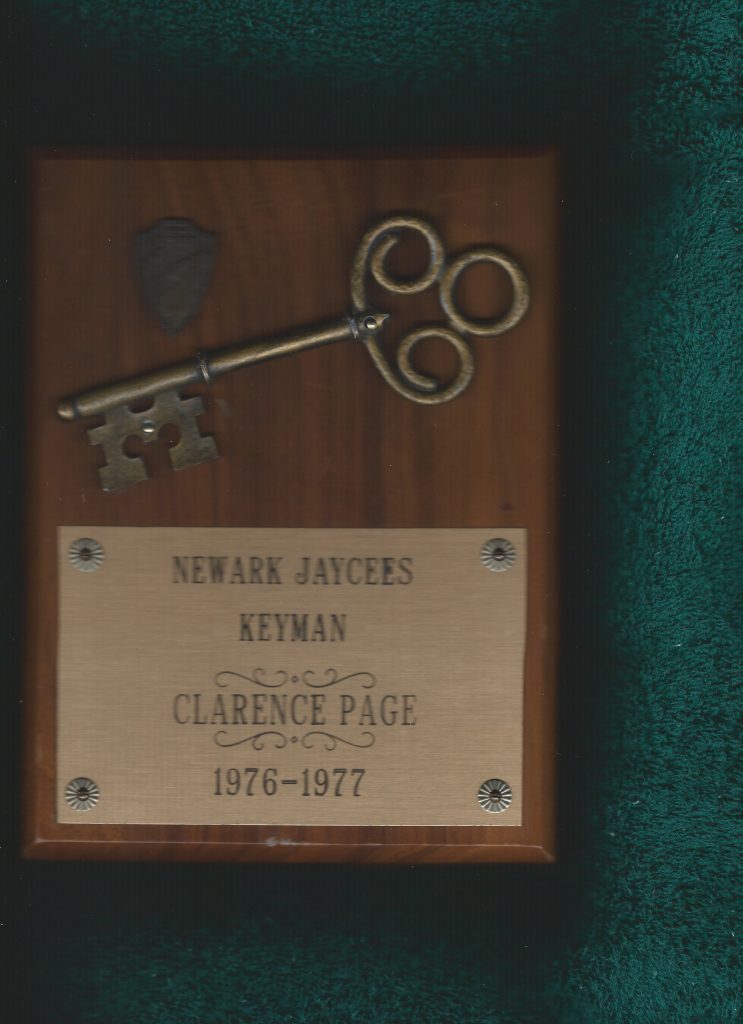 NEWARK JAYCEES
KEYMAN
CLARENCE PAGE
1976-1977